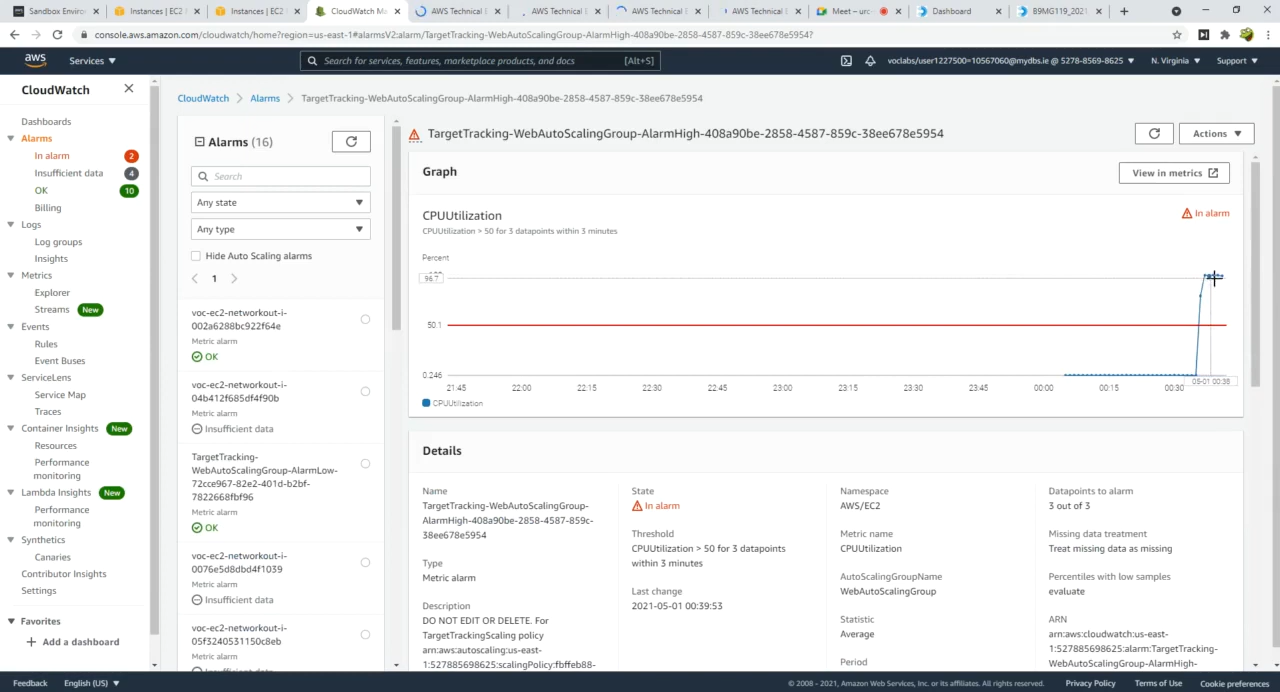 Sandbox Enviro
Instances | EC2
Instances | EC2
CloudWatch Ma
AWS Technical E
AWS Technical E
AWS Technical E
AWS Technical E
Meet – urc-
Dashboard
B9MG119_2021
console.aws.amazon.com/cloudwatch/home?region=us-east-1#alarmsV2:alarm/TargetTracking-WebAutoScalingGroup-AlarmHigh-408a90be-2858-4587-859c-38ee678e5954?
aws
Services
Search for services, features, marketplace products, and docs
[Alt+S]
voclabs/user1227500=10567060@mydbs.ie @ 5278-8569-8625
N. Virginia
Support
CloudWatch
Dashboards
Alarms
In alarm 2
Insufficient data 4
OK 10
Billing
Logs
Log groups
Insights
Metrics
Explorer
Streams New
Events
Rules
Event Buses
ServiceLens
Service Map
Traces
Container Insights New
Resources
Performance
monitoring
Lambda Insights New
Performance
monitoring
Synthetics
Canaries
Contributor Insights
Settings
Favorites
Add a dashboard
CloudWatch
Alarms
TargetTracking-WebAutoScalingGroup-AlarmHigh-408a90be-2858-4587-859c-38ee678e5954
Alarms (16)
Search
Any state
Any type
Hide Auto Scaling alarms
1
voc-ec2-networkout-i-
002a6288bc922f64e
Metric alarm
OK
voc-ec2-networkout-i-
04b412f685df4f90b
Metric alarm
Insufficient data
TargetTracking-
WebAutoScalingGroup-AlarmLow-
72cce967-82e2-401d-b2bf-
7822668fbf96
Metric alarm
OK
voc-ec2-networkout-i-
0076e5d8dbd4f1039
Metric alarm
Insufficient data
voc-ec2-networkout-i-
05f3240531150c8eb
Metric alarm
Insufficient data
TargetTracking-WebAutoScalingGroup-AlarmHigh-408a90be-2858-4587-859c-38ee678e5954
Actions
Graph
View in metrics
CPUUtilization
In alarm
CPUUtilization > 50 for 3 datapoints within 3 minutes
Percent
96.7
50.1
0.246
21:45 22:00 22:15 22:30 22:45 23:00 23:15 23:30 23:45 00:00 00:15 00:30
05-01 00:38
CPUUtilization
Details
Name
TargetTracking-WebAutoScalingGroup-
AlarmHigh-408a90be-2858-4587-859c-
38ee678e5954
Type
Metric alarm
Description
DO NOT EDIT OR DELETE. For
TargetTrackingScaling policy
arn:aws:autoscaling:us-east-
1:527885698625:scalingPolicy:fbffeb88-
State
In alarm
Threshold
CPUUtilization > 50 for 3 datapoints
within 3 minutes
Last change
2021-05-01 00:39:53
Namespace
AWS/EC2
Metric name
CPUUtilization
AutoScalingGroupName
WebAutoScalingGroup
Statistic
Average
Period
Datapoints to alarm
3 out of 3
Missing data treatment
Treat missing data as missing
Percentiles with low samples
evaluate
ARN
arn:aws:cloudwatch:us-east-
1:527885698625:alarm:TargetTracking-
WebAutoScalingGroup-AlarmHigh-
Feedback
English (US)
© 2008 - 2021, Amazon Web Services, Inc. or its affiliates. All rights reserved.
Privacy Policy
Terms of Use
Cookie preferences